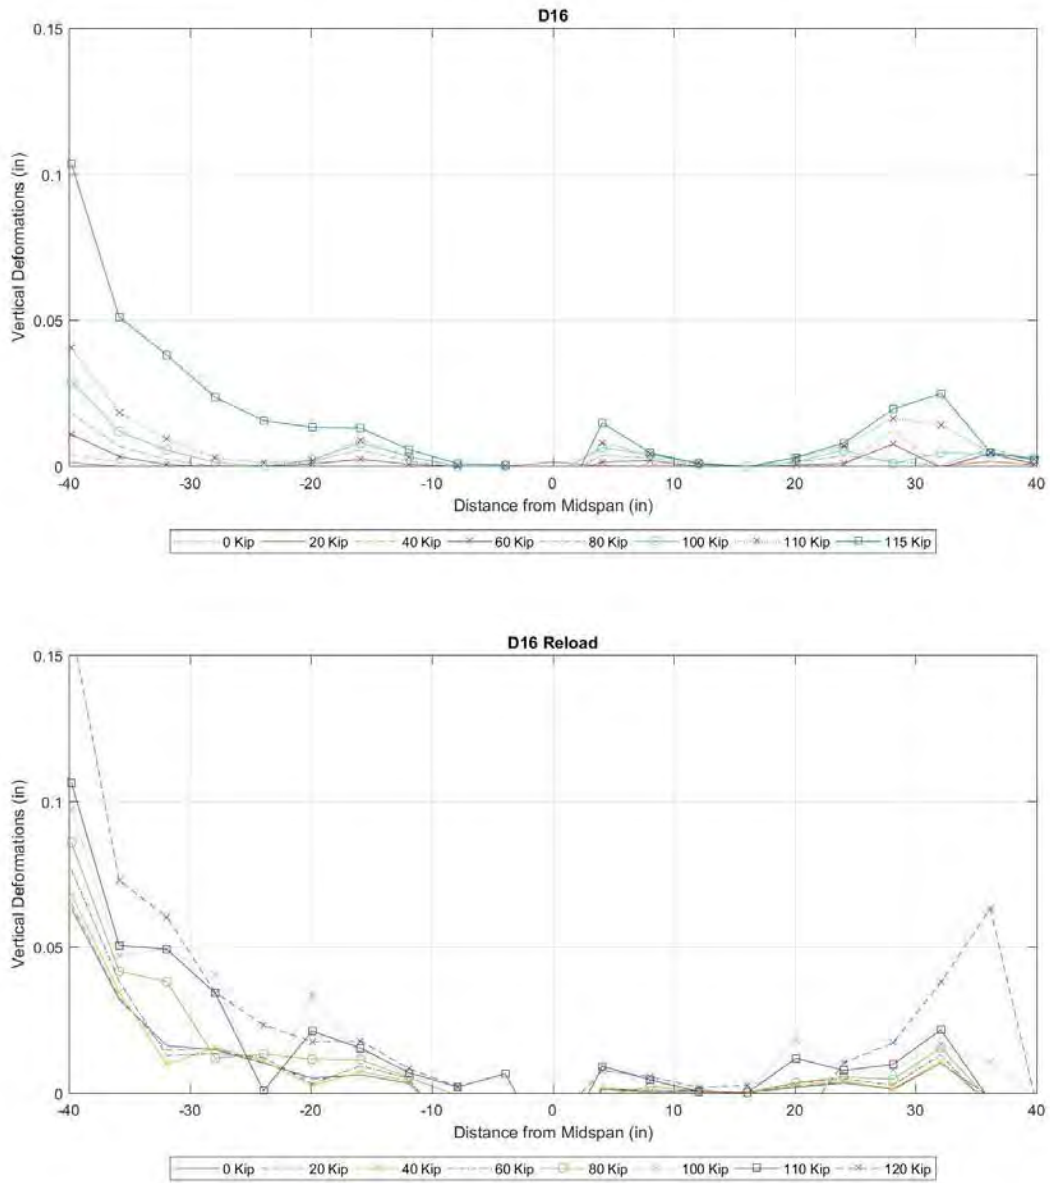 D16
0.15
0.1
0.05
0
Vertical Deformations (in)
-40 -30 -20 -10 0 10 20 30 40
Distance from Midspan (in)
0 Kip 20 Kip 40 Kip 60 Kip 80 Kip 100 Kip 110 Kip 115 Kip
D16 Reload
0.15
0.1
0.05
0
Vertical Deformations (in)
-40 -30 -20 -10 0 10 20 30 40
Distance from Midspan (in)
0 Kip 20 Kip 40 Kip 60 Kip 80 Kip 100 Kip 110 Kip 120 Kip